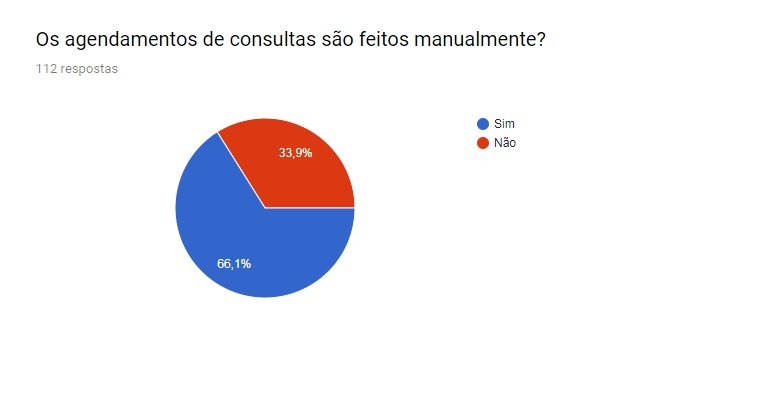 Os agendamentos de consultas são feitos manualmente?
112 respostas
Sim
Não
33,9%
66,1%